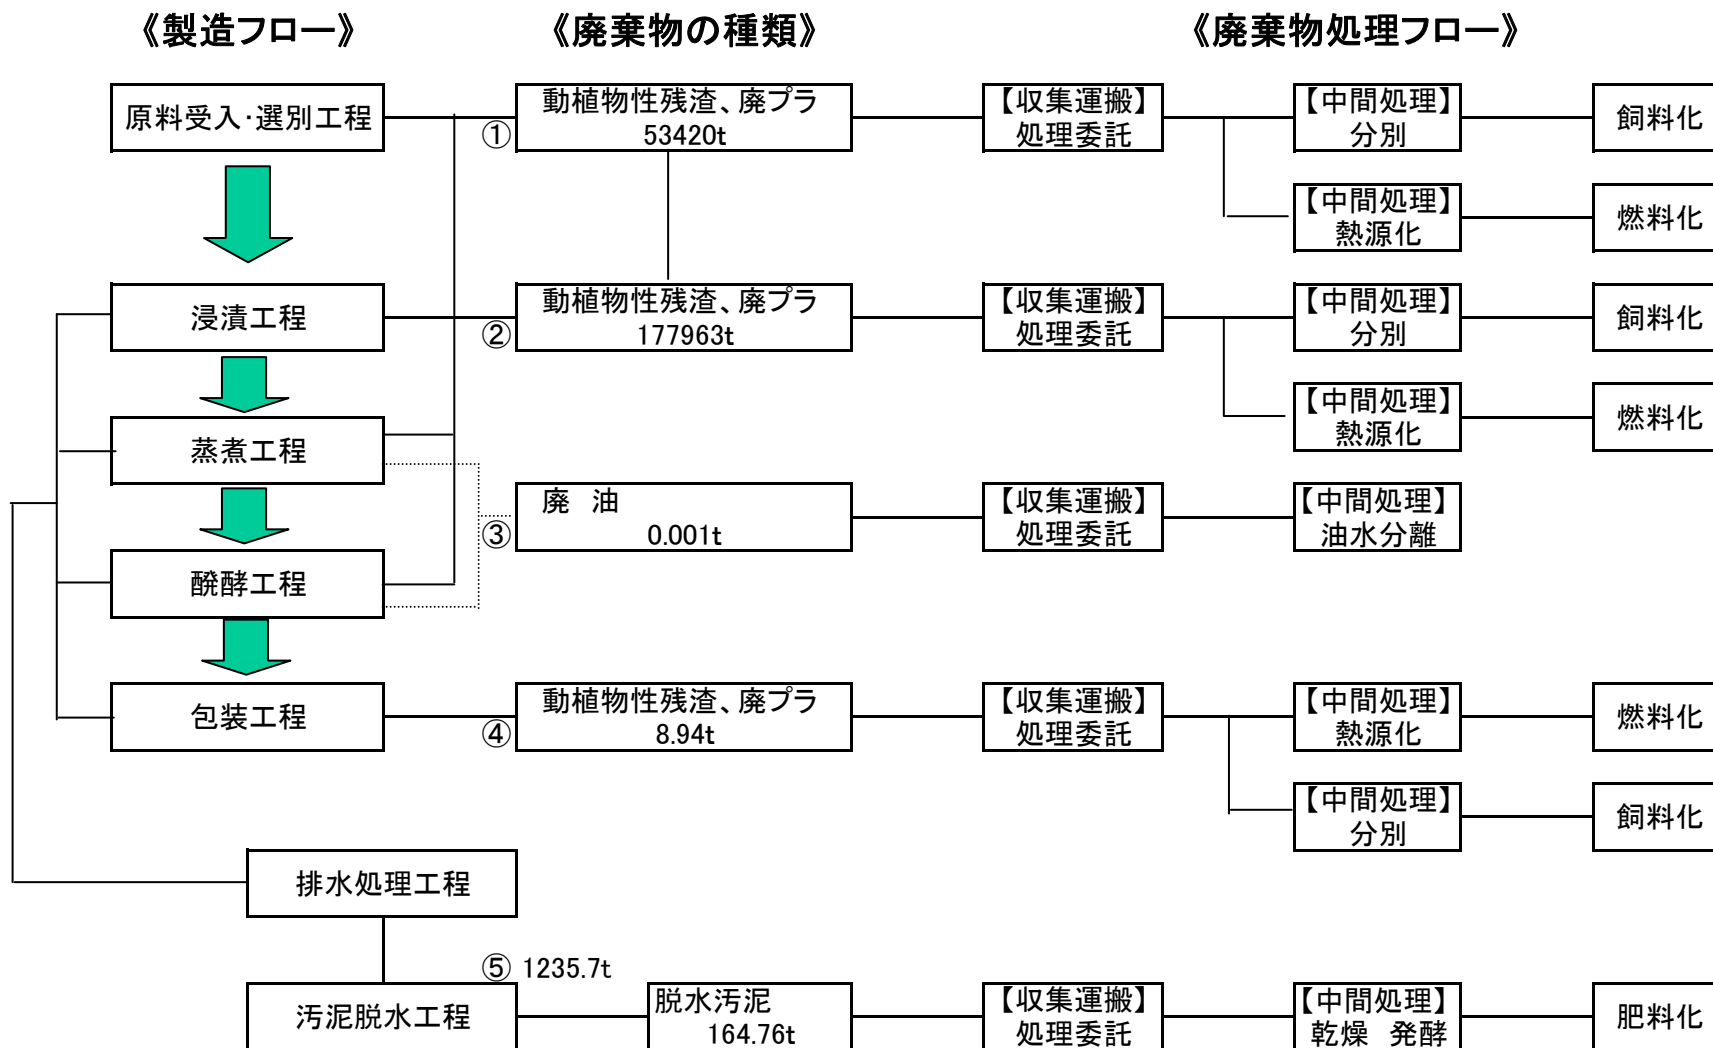 《製造フロー》 《廃棄物の種類》 《廃棄物処理フロー》
原料受入・選別工程
①
動植物性残渣、廃プラ
53420t
【収集運搬】
処理委託
【中間処理】
分別
飼料化
【中間処理】
熱源化
燃料化
浸漬工程
②
動植物性残渣、廃プラ
177963t
【収集運搬】
処理委託
【中間処理】
分別
飼料化
【中間処理】
熱源化
燃料化
蒸煮工程
③
廃 油
0.001t
【収集運搬】
処理委託
【中間処理】
油水分離
醗酵工程
包装工程
④
動植物性残渣、廃プラ
8.94t
【収集運搬】
処理委託
【中間処理】
熱源化
燃料化
【中間処理】
分別
飼料化
排水処理工程
⑤ 1235.7t
汚泥脱水工程
脱水汚泥
164.76t
【収集運搬】
処理委託
【中間処理】
乾燥 発酵
肥料化